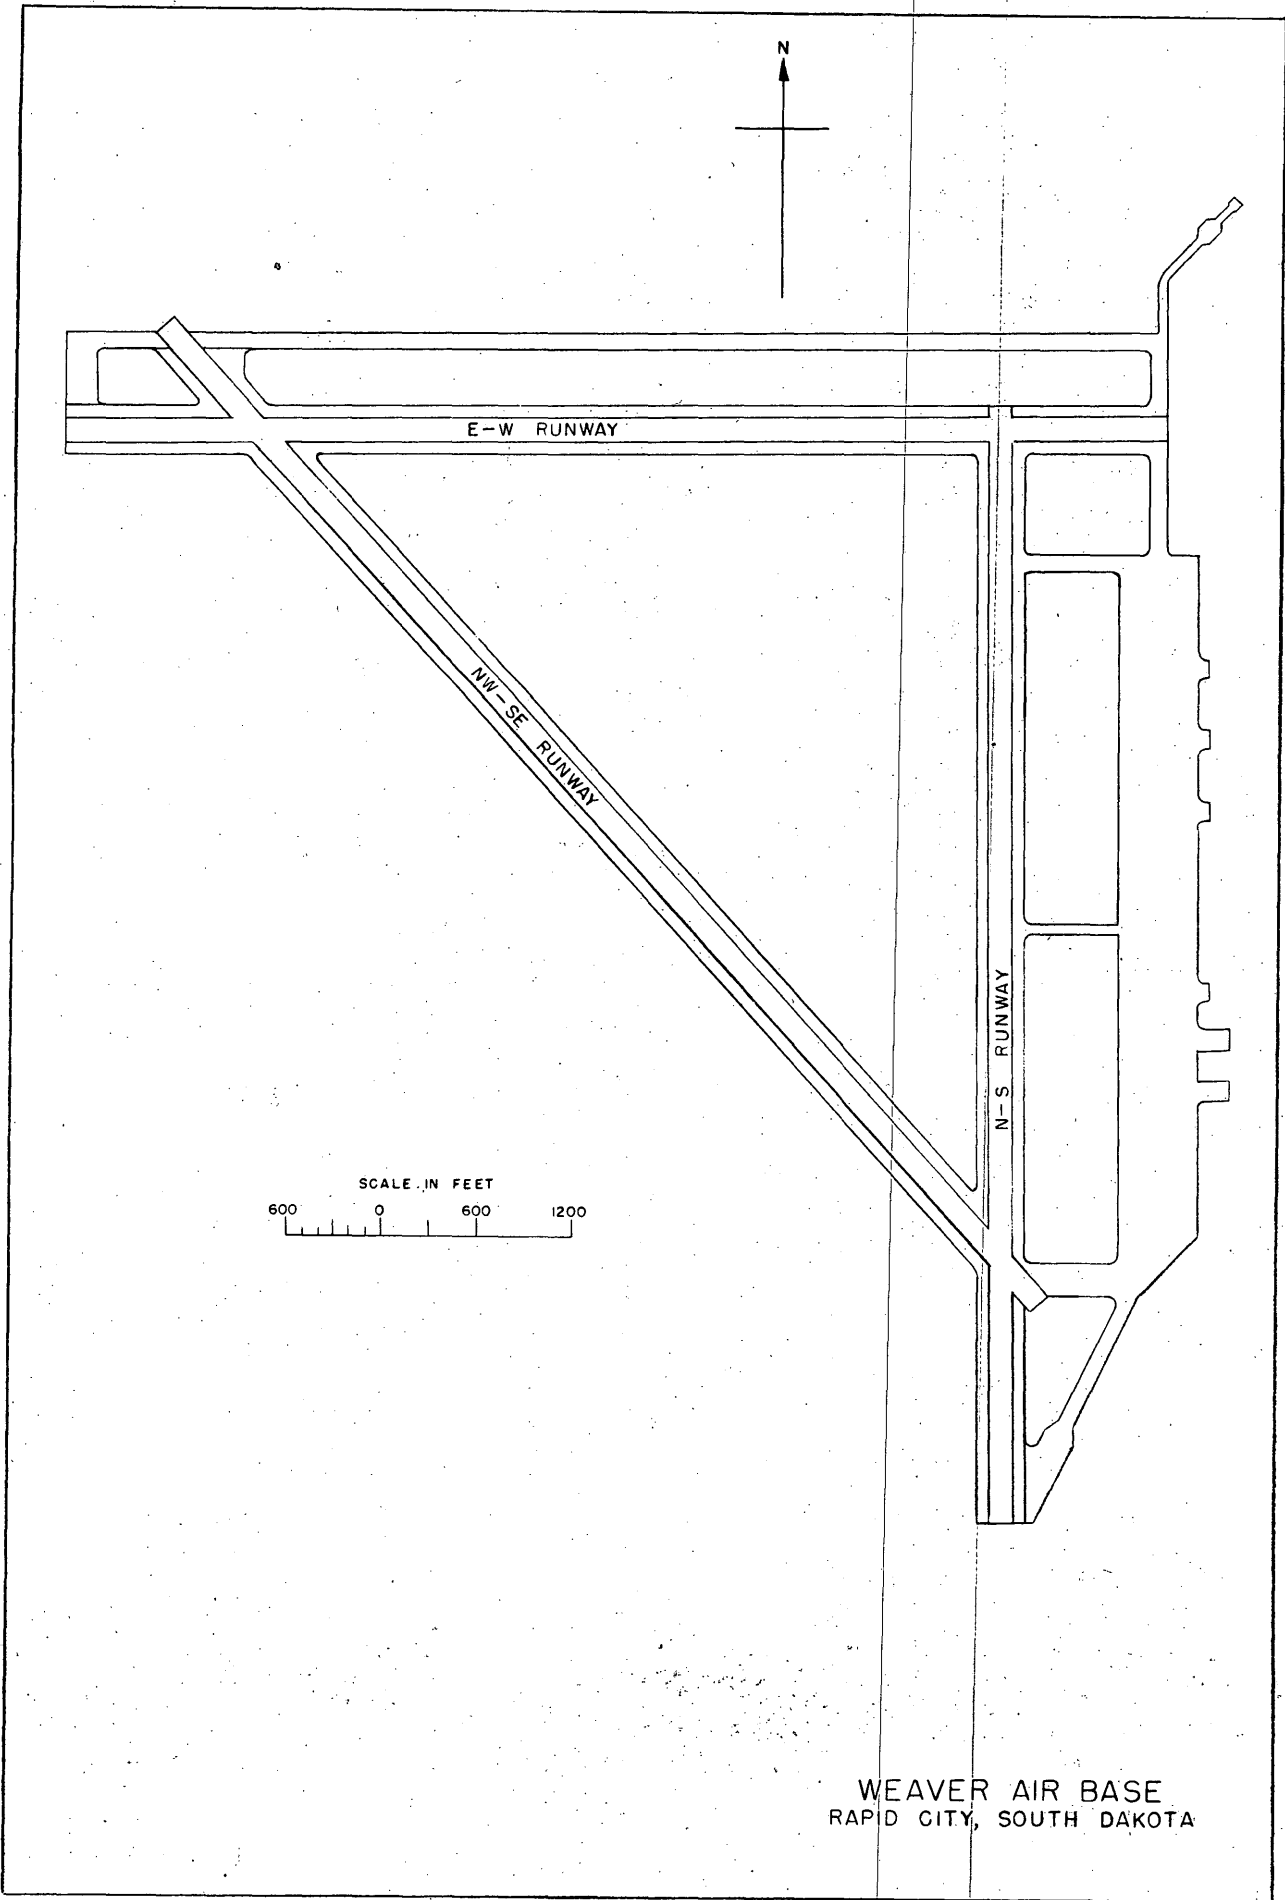 N
E-W RUNWAY
NW-SE RUNWAY
N-S RUNWAY
SCALE IN FEET
600 0 600 1200
WEAVER AIR BASE
RAPID CITY, SOUTH DAKOTA